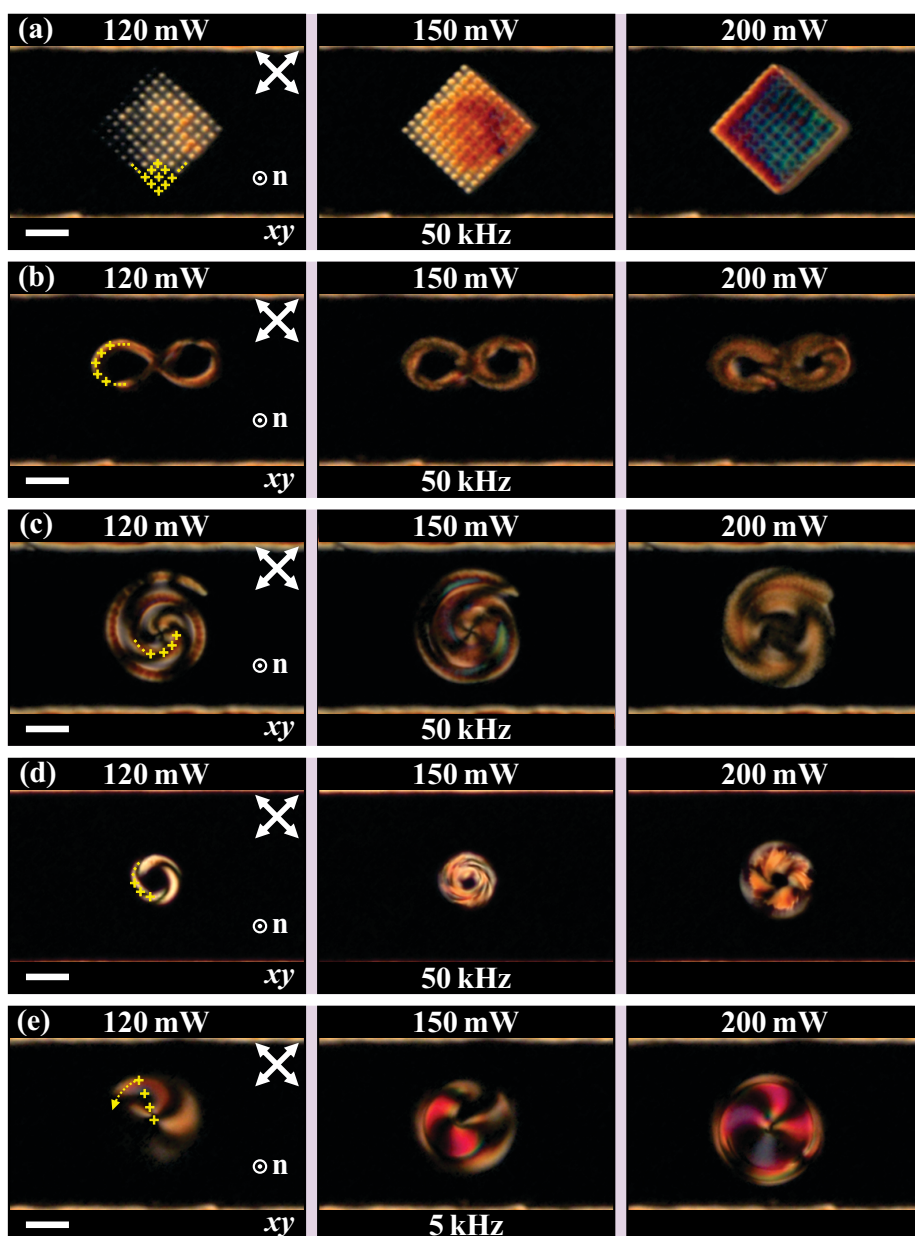 (a) 120 mW 150 mW 200 mW
⊙ n
xy 50 kHz
(b) 120 mW 150 mW 200 mW
⊙ n
xy 50 kHz
(c) 120 mW 150 mW 200 mW
⊙ n
xy 50 kHz
(d) 120 mW 150 mW 200 mW
⊙ n
xy 50 kHz
(e) 120 mW 150 mW 200 mW
⊙ n
xy 5 kHz